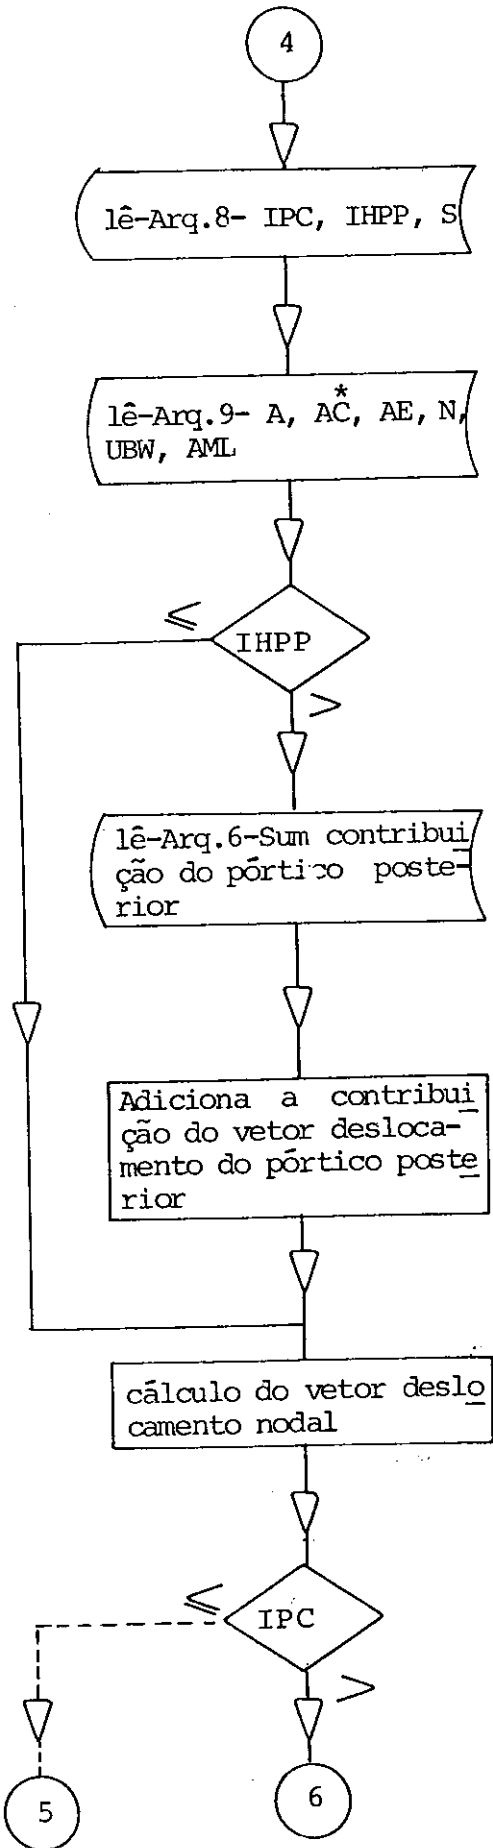 4
lê-Arq.8- IPC, IHPP, S
lê-Arq.9- A, AC*, AE, N,
UBW, AML
≤
IHPP
>
lê-Arq.6-Sum contribui
ção do pórtico poste-
rior
Adiciona a contribui
ção do vetor desloca-
mento do pórtico poste
rior
cálculo do vetor deslo
camento nodal
≤
IPC
>
5
6